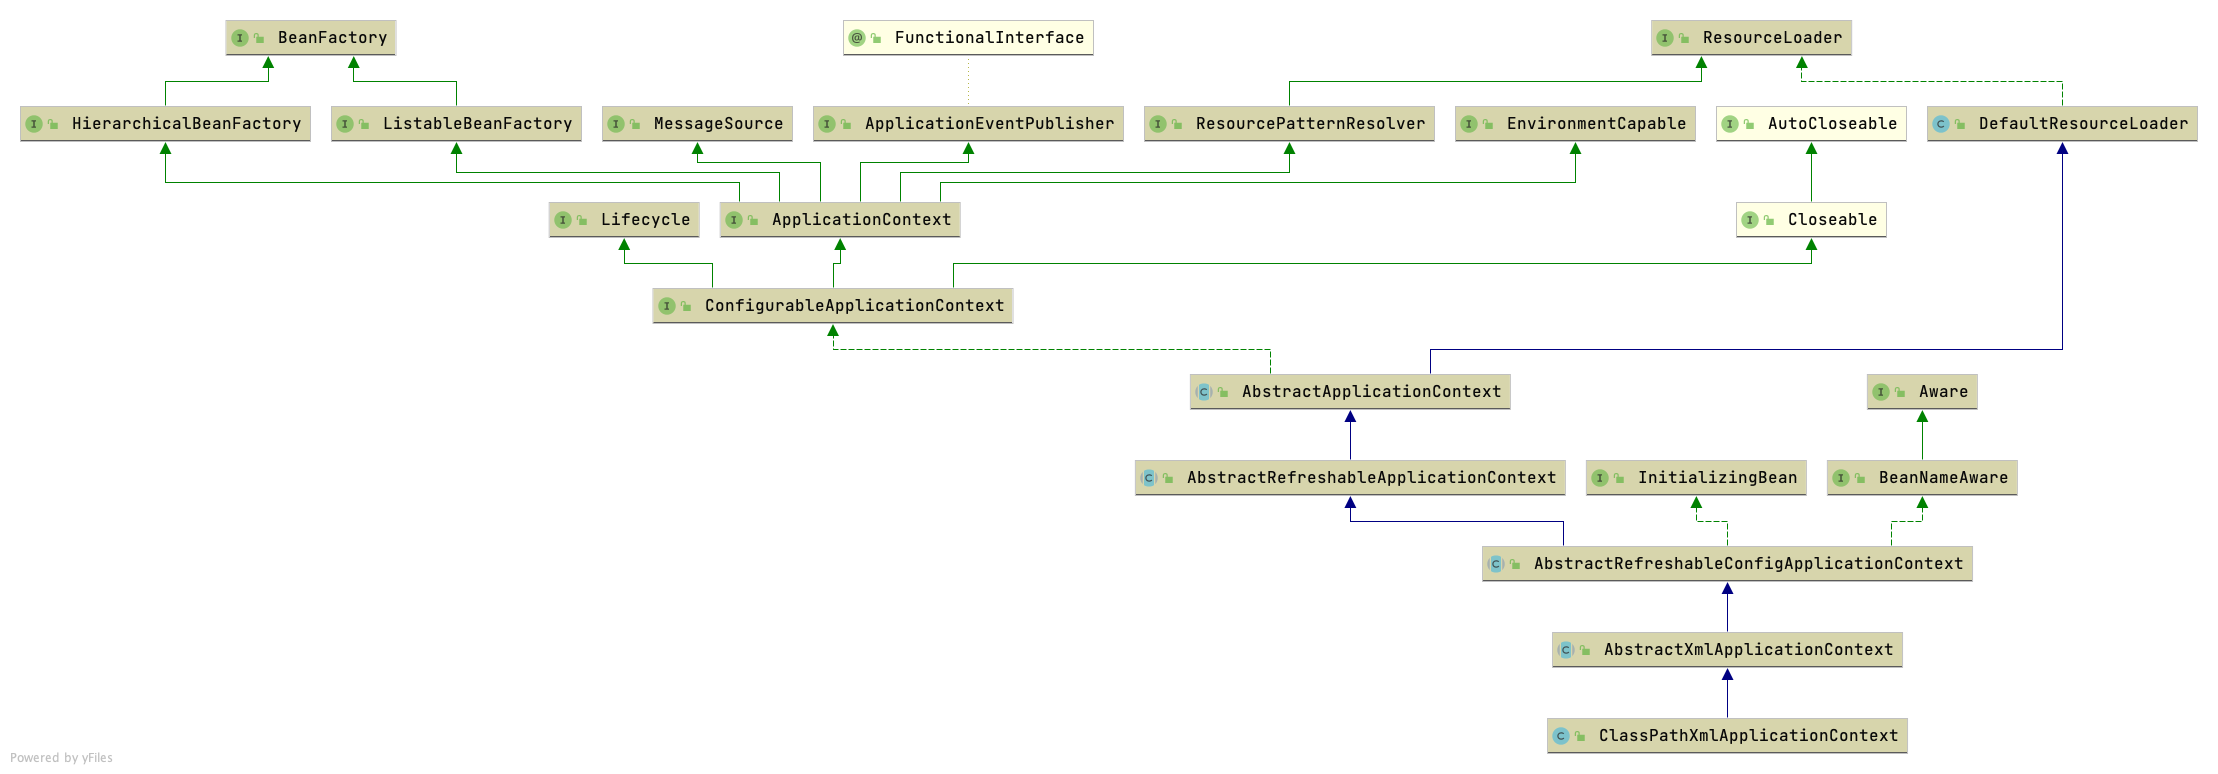 BeanFactory
FunctionalInterface
ResourceLoader
HierarchicalBeanFactory
ListableBeanFactory
MessageSource
ApplicationEventPublisher
ResourcePatternResolver
EnvironmentCapable
AutoCloseable
DefaultResourceLoader
Lifecycle
ApplicationContext
Closeable
ConfigurableApplicationContext
AbstractApplicationContext
Aware
AbstractRefreshableApplicationContext
InitializingBean
BeanNameAware
AbstractRefreshableConfigApplicationContext
AbstractXmlApplicationContext
ClassPathXmlApplicationContext
Powered by yFiles